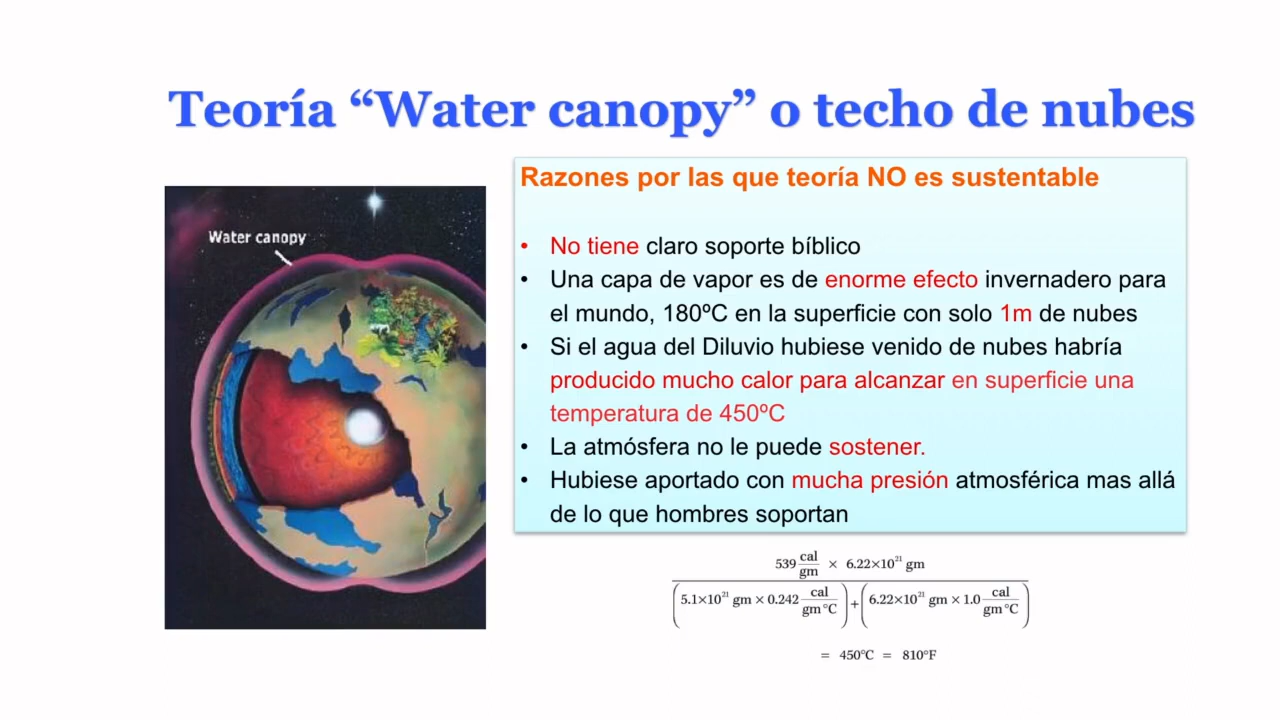 Teoría “Water canopy” o techo de nubes
Water canopy
Razones por las que teoría NO es sustentable
• No tiene claro soporte bíblico
• Una capa de vapor es de enorme efecto invernadero para
el mundo, 180ºC en la superficie con solo 1m de nubes
• Si el agua del Diluvio hubiese venido de nubes habría
producido mucho calor para alcanzar en superficie una
temperatura de 450ºC
• La atmósfera no le puede sostener.
• Hubiese aportado con mucha presión atmosférica mas allá
de lo que hombres soportan
539 cal/gm × 6.22×10²¹ gm
(5.1×10²¹ gm × 0.242 cal/gm°C) + (6.22×10²¹ gm × 1.0 cal/gm°C)
= 450°C = 810°F